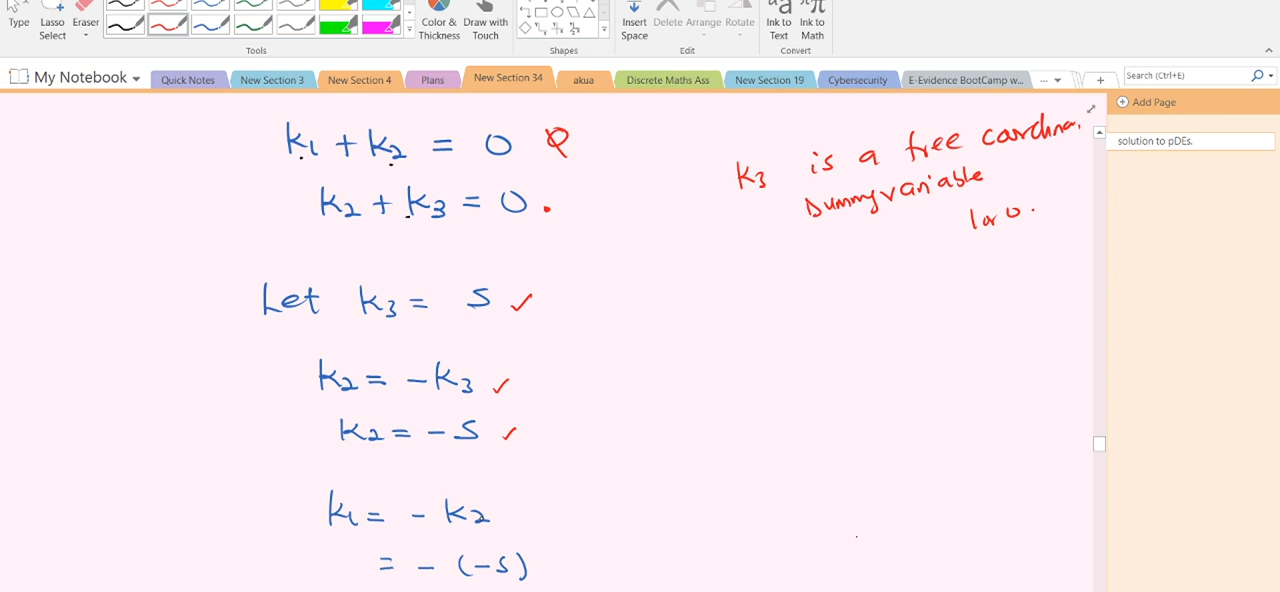 Type
Lasso Select
Eraser
Color & Thickness
Draw with Touch
Insert Space
Delete
Arrange
Rotate
Ink to Text
Ink to Math
Tools
Shapes
Edit
Convert
My Notebook
Quick Notes
New Section 3
New Section 4
Plans
New Section 34
akua
Discrete Maths Ass
New Section 19
Cybersecurity
E-Evidence BootCamp w...
Search (Ctrl+E)
Add Page
solution to pDEs.
k1 + k2 = 0
k2 + k3 = 0 .
k3 is a free
Dummy variable
1 or 0.
Let k3 = S ✓
k2 = - k3 ✓
k2 = - S ✓
k1 = - k2
= - (-s)